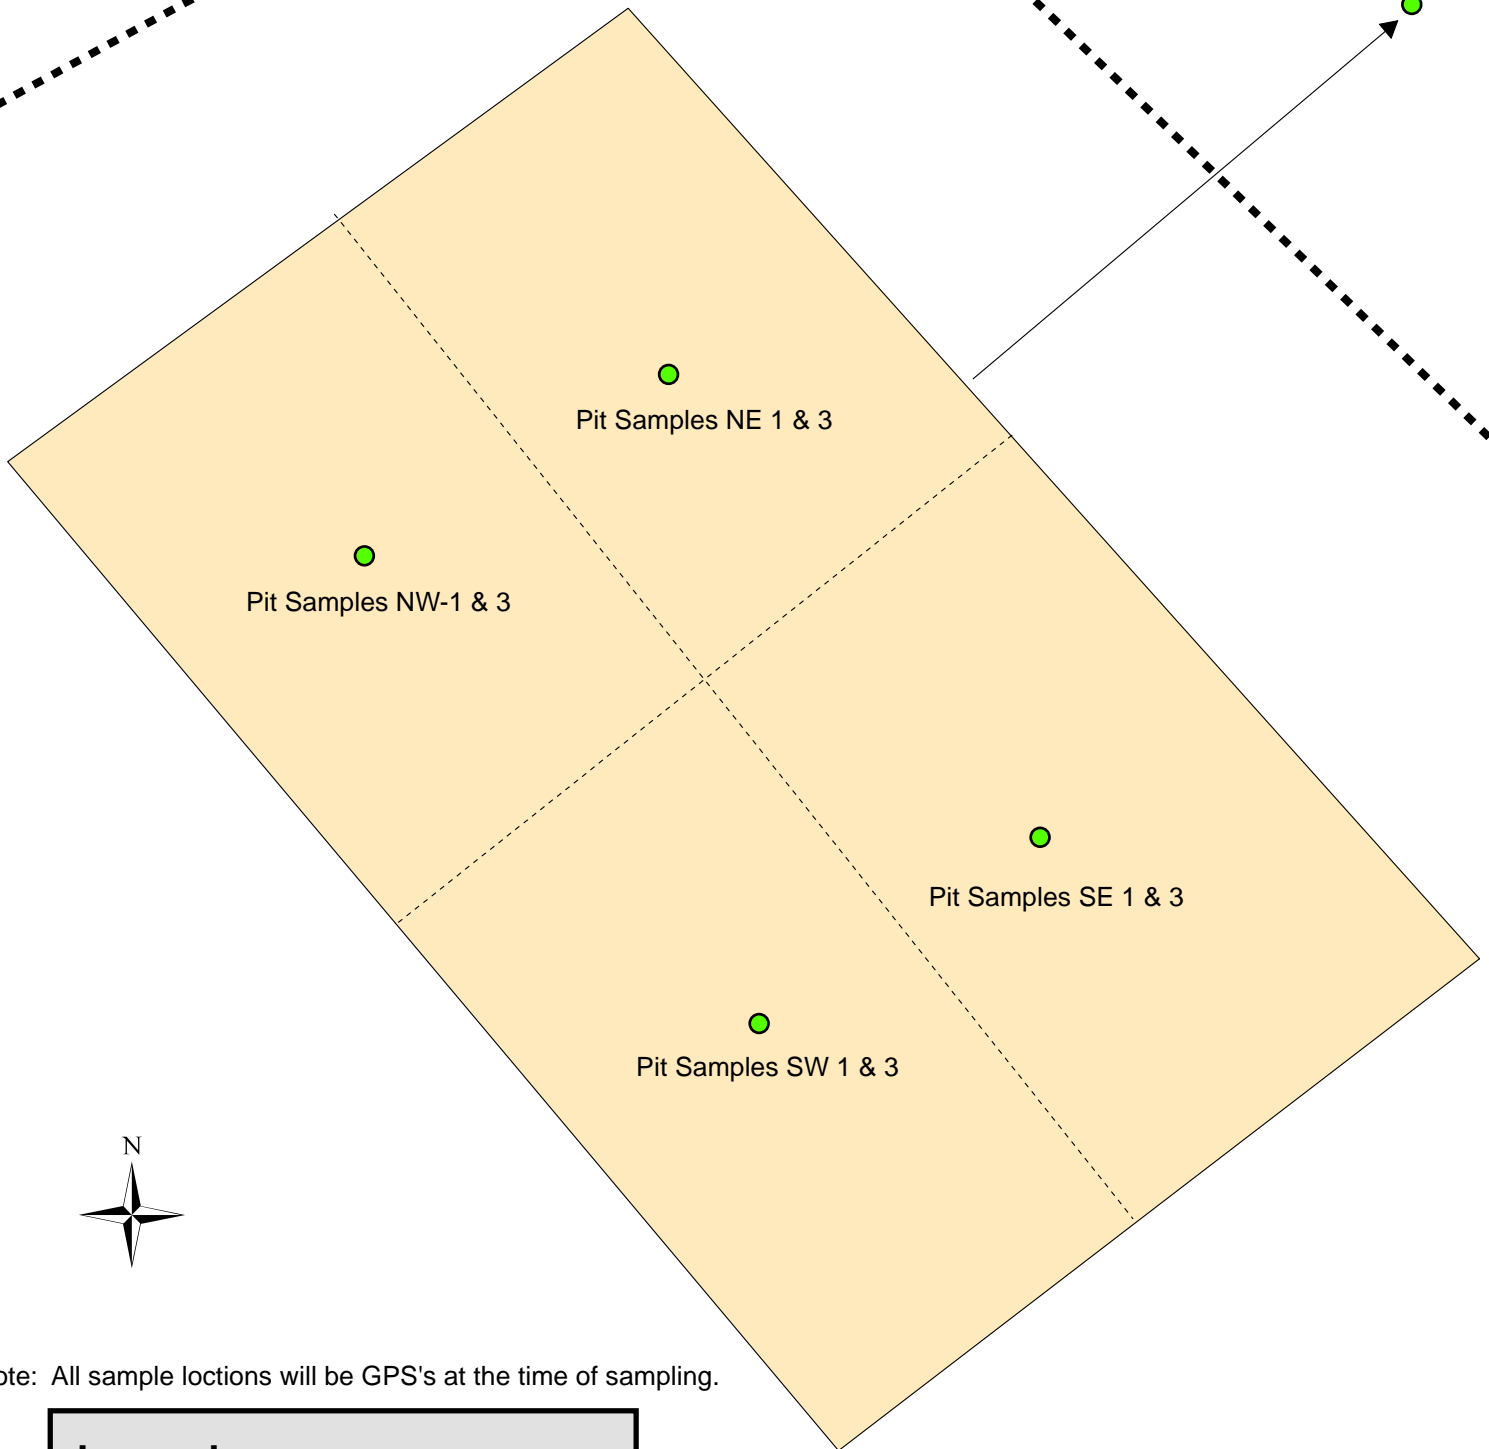 Pit Samples NE 1 & 3
Pit Samples NW-1 & 3
Pit Samples SE 1 & 3
Pit Samples SW 1 & 3
N
ote: All sample loctions will be GPS's at the time of sampling.